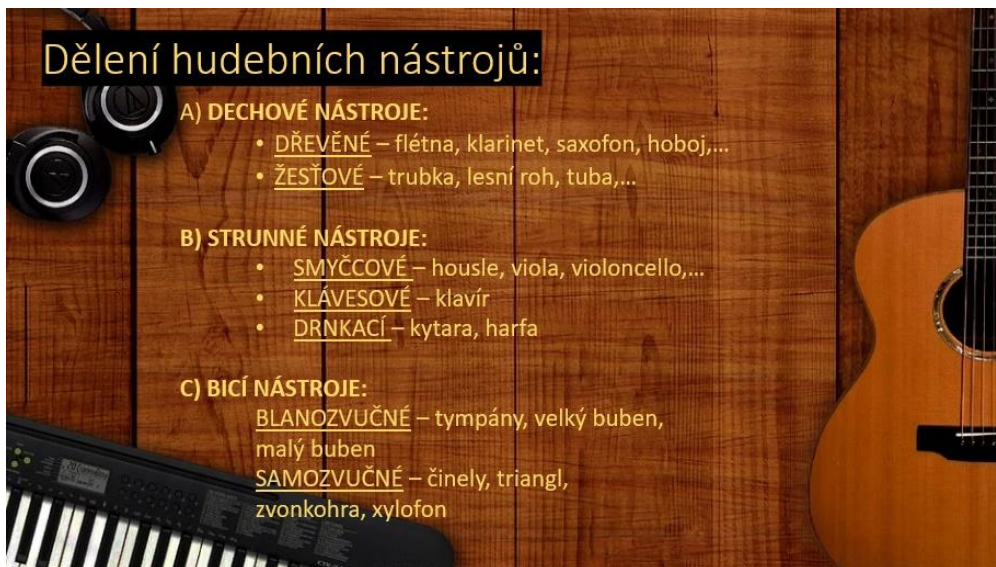 Dělení hudebních nástrojů:
A) DECHOVÉ NÁSTROJE:
• DŘEVĚNÉ – flétna, klarinet, saxofon, hoboj,...
• ŽESŤOVÉ – trubka, lesní roh, tuba,...
B) STRUNNÉ NÁSTROJE:
• SMYČCOVÉ – housle, viola, violoncello,...
• KLÁVESOVÉ – klavír
• DRNKACÍ – kytara, harfa
C) BICÍ NÁSTROJE:
BLANOZVUČNÉ – tympány, velký buben,
malý buben
SAMOZVUČNÉ – činely, triangl,
zvonkohra, xylofon